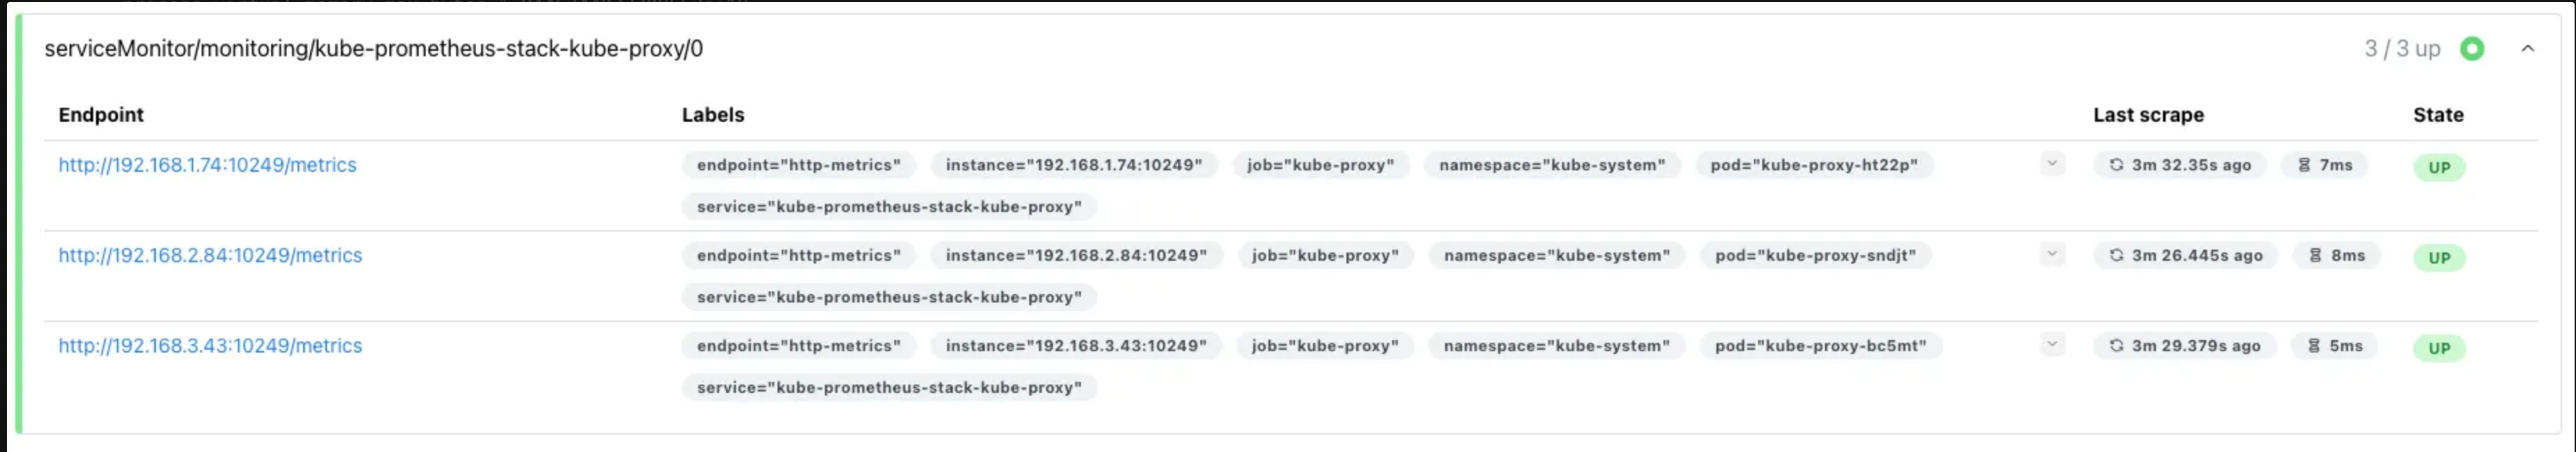 serviceMonitor/monitoring/kube-prometheus-stack-kube-proxy/0 3 / 3 up
Endpoint Labels Last scrape State
http://192.168.1.74:10249/metrics endpoint="http-metrics" instance="192.168.1.74:10249" job="kube-proxy" namespace="kube-system" pod="kube-proxy-ht22p" 3m 32.35s ago 7ms UP
service="kube-prometheus-stack-kube-proxy"
http://192.168.2.84:10249/metrics endpoint="http-metrics" instance="192.168.2.84:10249" job="kube-proxy" namespace="kube-system" pod="kube-proxy-sndjt" 3m 26.445s ago 8ms UP
service="kube-prometheus-stack-kube-proxy"
http://192.168.3.43:10249/metrics endpoint="http-metrics" instance="192.168.3.43:10249" job="kube-proxy" namespace="kube-system" pod="kube-proxy-bc5mt" 3m 29.379s ago 5ms UP
service="kube-prometheus-stack-kube-proxy"